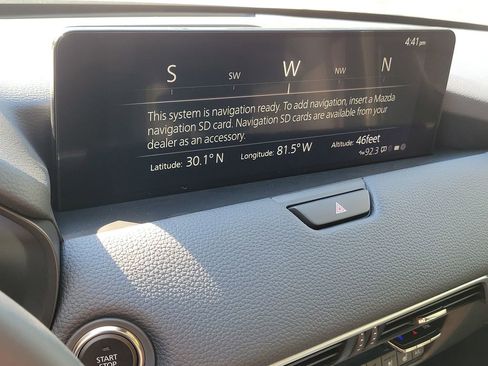 4:41pm
S SW W NW N
This system is navigation ready. To add navigation, insert a Mazda
navigation SD card. Navigation SD cards are available from your
dealer as an accessory.
Latitude: 30.1°N Longitude: 81.5°W Altitude: 46feet
92.3
START
STOP